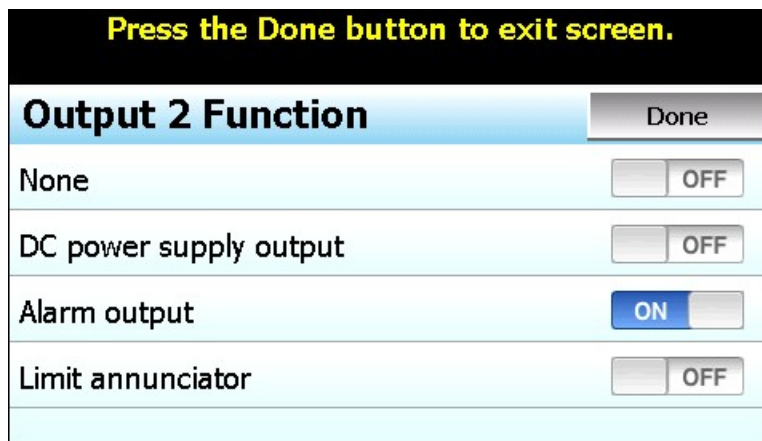 Press the Done button to exit screen.
Output 2 Function Done
None OFF
DC power supply output OFF
Alarm output ON
Limit annunciator OFF